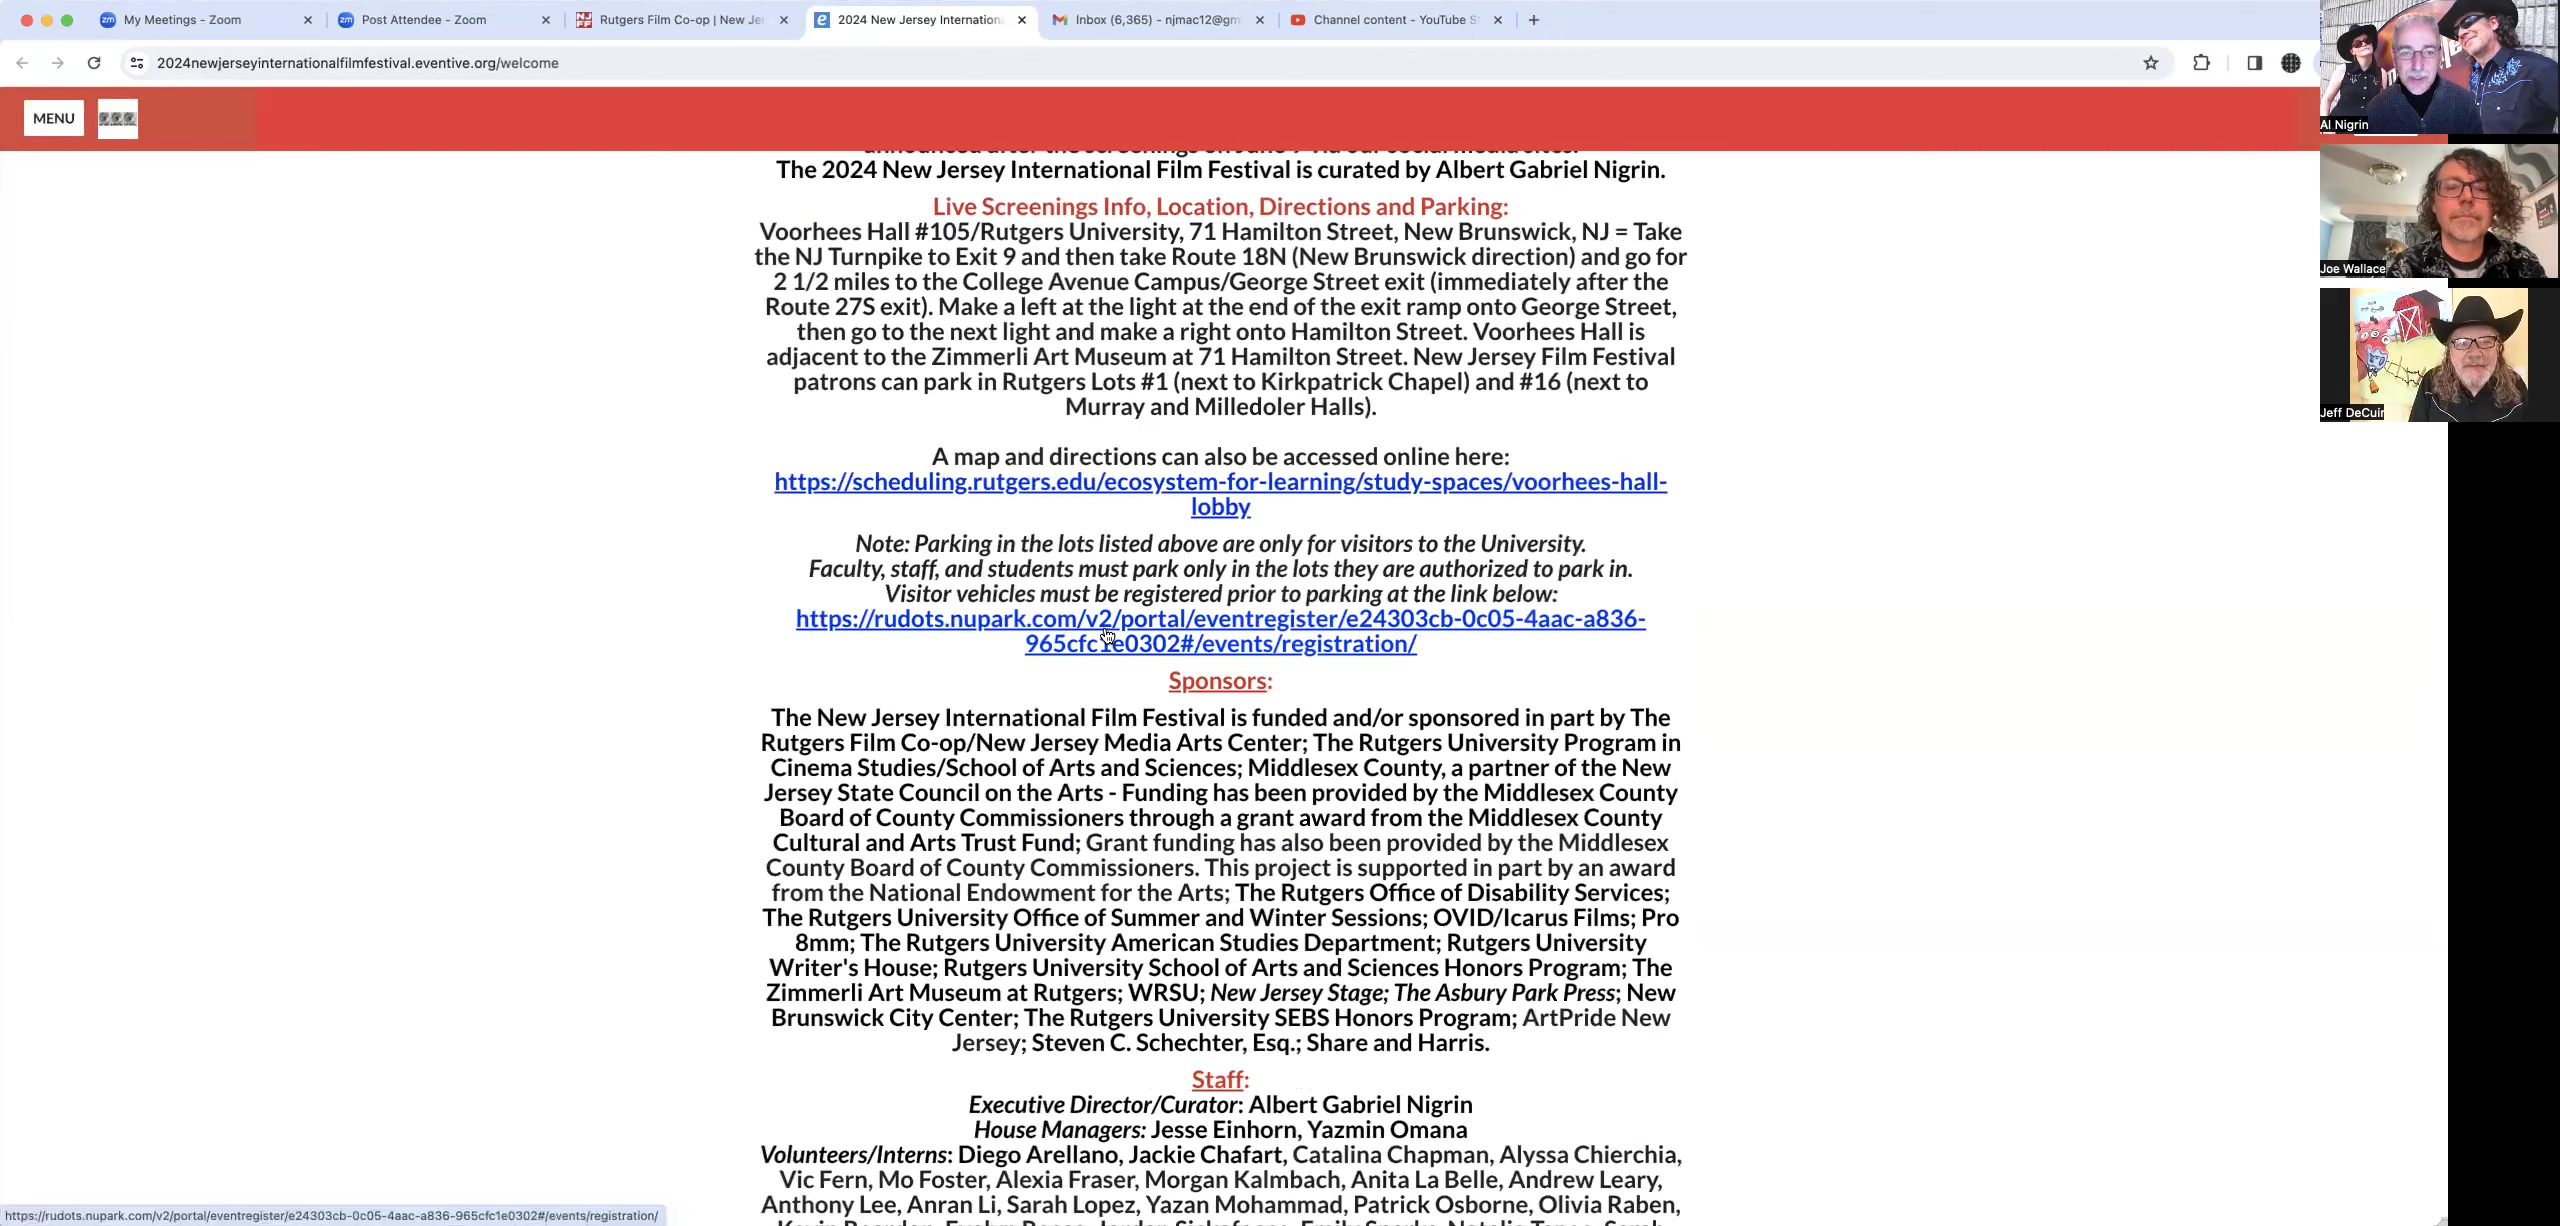 My Meetings - Zoom
Post Attendee - Zoom
Rutgers Film Co-op | New Je
2024 New Jersey Internation
Inbox (6,365) - njmac12@gm
Channel content - YouTube S
2024newjerseyinternationalfilmfestival.eventive.org/welcome
MENU
announced after the screenings on June 9 via our social media sites.
The 2024 New Jersey International Film Festival is curated by Albert Gabriel Nigrin.
Live Screenings Info, Location, Directions and Parking:
Voorhees Hall #105/Rutgers University, 71 Hamilton Street, New Brunswick, NJ = Take
the NJ Turnpike to Exit 9 and then take Route 18N (New Brunswick direction) and go for
2 1/2 miles to the College Avenue Campus/George Street exit (immediately after the
Route 27S exit). Make a left at the light at the end of the exit ramp onto George Street,
then go to the next light and make a right onto Hamilton Street. Voorhees Hall is
adjacent to the Zimmerli Art Museum at 71 Hamilton Street. New Jersey Film Festival
patrons can park in Rutgers Lots #1 (next to Kirkpatrick Chapel) and #16 (next to
Murray and Milledoler Halls).
A map and directions can also be accessed online here:
https://scheduling.rutgers.edu/ecosystem-for-learning/study-spaces/voorhees-hall-
lobby
Note: Parking in the lots listed above are only for visitors to the University.
Faculty, staff, and students must park only in the lots they are authorized to park in.
Visitor vehicles must be registered prior to parking at the link below:
https://rudots.nupark.com/v2/portal/eventregister/e24303cb-0c05-4aac-a836-
965cfc1e0302#/events/registration/
Sponsors:
The New Jersey International Film Festival is funded and/or sponsored in part by The
Rutgers Film Co-op/New Jersey Media Arts Center; The Rutgers University Program in
Cinema Studies/School of Arts and Sciences; Middlesex County, a partner of the New
Jersey State Council on the Arts - Funding has been provided by the Middlesex County
Board of County Commissioners through a grant award from the Middlesex County
Cultural and Arts Trust Fund; Grant funding has also been provided by the Middlesex
County Board of County Commissioners. This project is supported in part by an award
from the National Endowment for the Arts; The Rutgers Office of Disability Services;
The Rutgers University Office of Summer and Winter Sessions; OVID/Icarus Films; Pro
8mm; The Rutgers University American Studies Department; Rutgers University
Writer's House; Rutgers University School of Arts and Sciences Honors Program; The
Zimmerli Art Museum at Rutgers; WRSU; New Jersey Stage; The Asbury Park Press; New
Brunswick City Center; The Rutgers University SEBS Honors Program; ArtPride New
Jersey; Steven C. Schechter, Esq.; Share and Harris.
Staff:
Executive Director/Curator: Albert Gabriel Nigrin
House Managers: Jesse Einhorn, Yazmin Omana
Volunteers/Interns: Diego Arellano, Jackie Chafart, Catalina Chapman, Alyssa Chierchia,
Vic Fern, Mo Foster, Alexia Fraser, Morgan Kalmbach, Anita La Belle, Andrew Leary,
Anthony Lee, Anran Li, Sarah Lopez, Yazan Mohammad, Patrick Osborne, Olivia Raben,
https://rudots.nupark.com/v2/portal/eventregister/e24303cb-0c05-4aac-a836-965cfc1e0302#/events/registration/
Al Nigrin
Joe Wallace
Jeff DeCuir